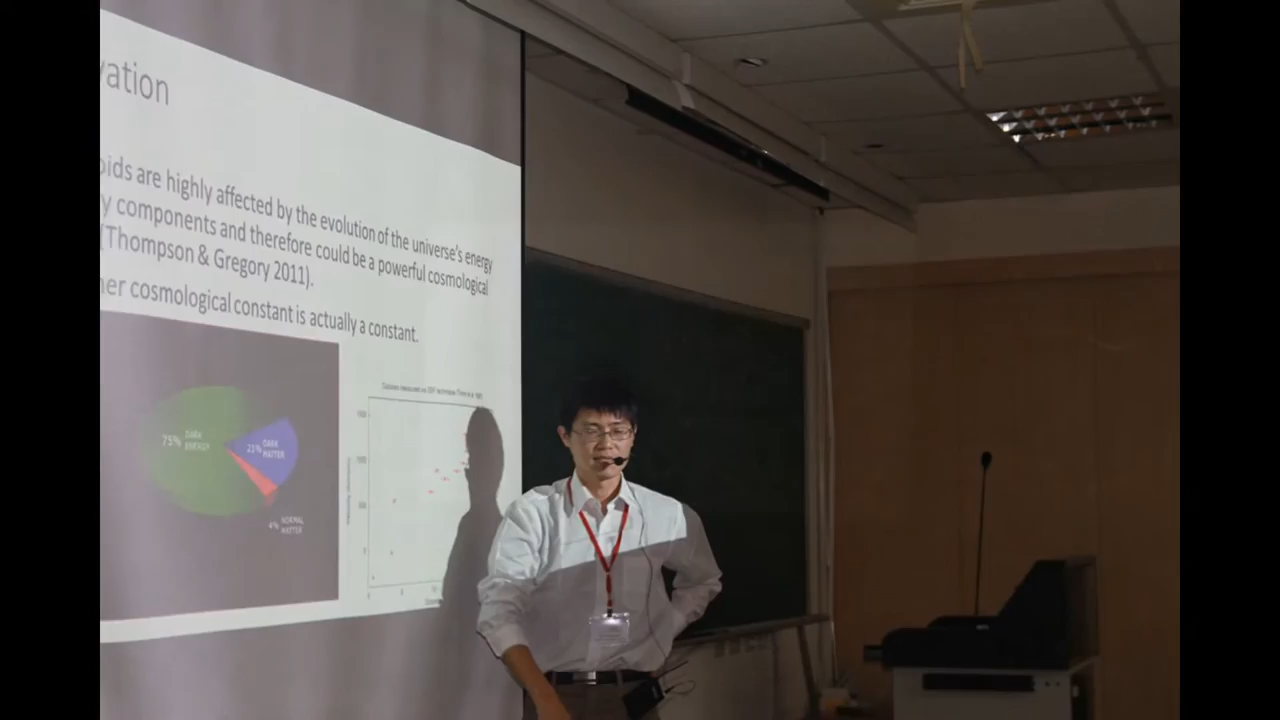 vation
oids are highly affected by the evolution of the universe's energy
y components and therefore could be a powerful cosmological
(Thompson & Gregory 2011).
her cosmological constant is actually a constant.
75% DARK
ENERGY
21% DARK
MATTER
4% NORMAL
MATTER